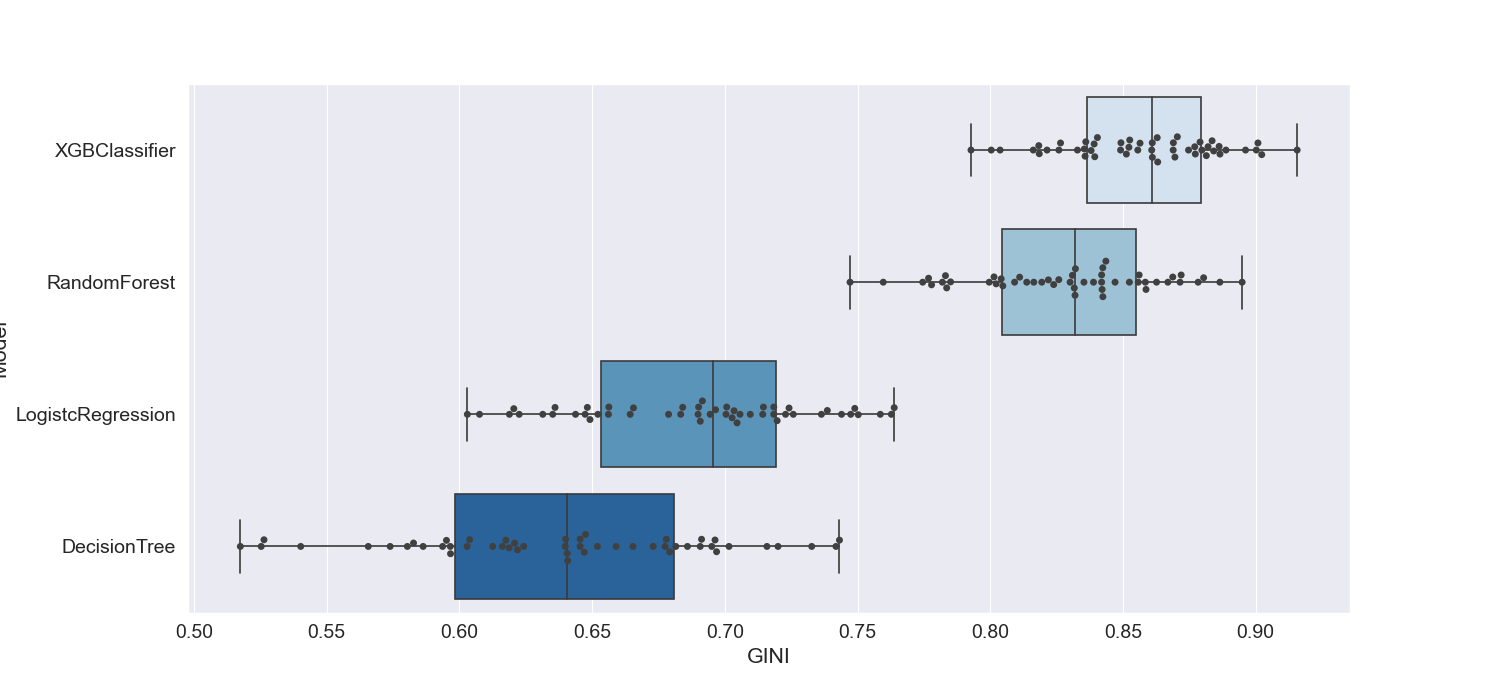 XGBClassifier
RandomForest
Model
LogistcRegression
DecisionTree
0.50 0.55 0.60 0.65 0.70 0.75 0.80 0.85 0.90
GINI